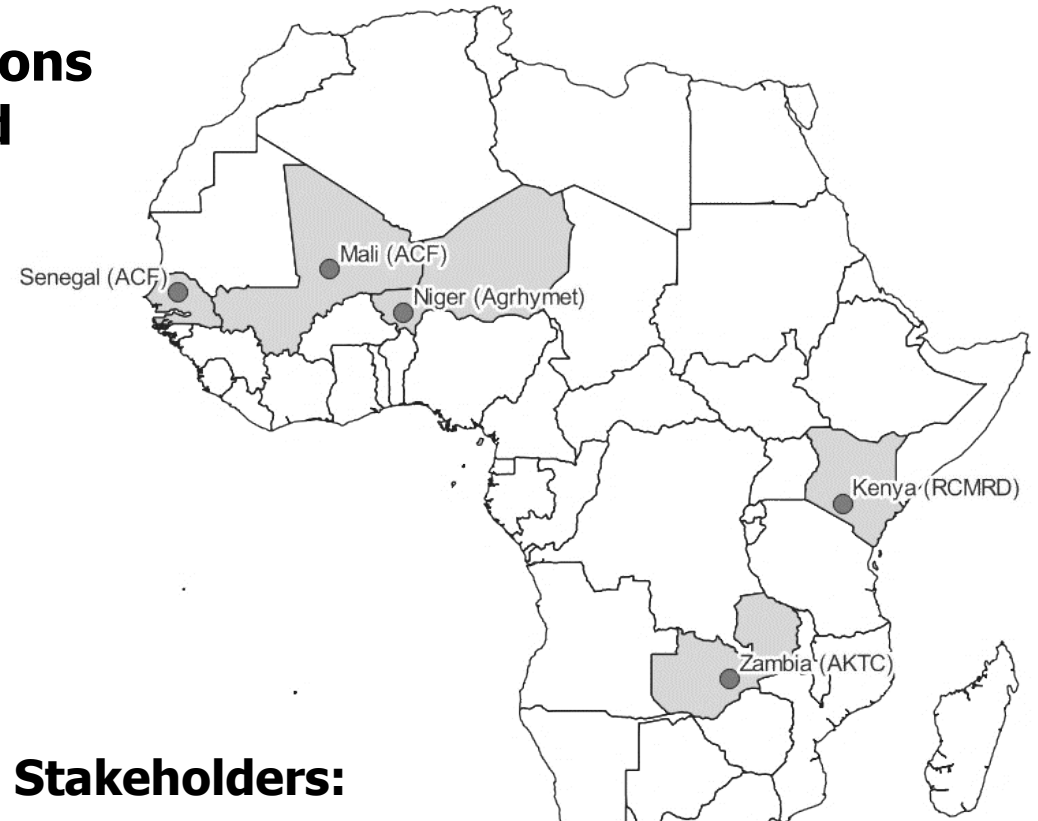 ons
d
Mali (ACF)
Senegal (ACF)
Niger (Agrhymet)
Kenya (RCMRD)
Zambia (AKTC)
Stakeholders: